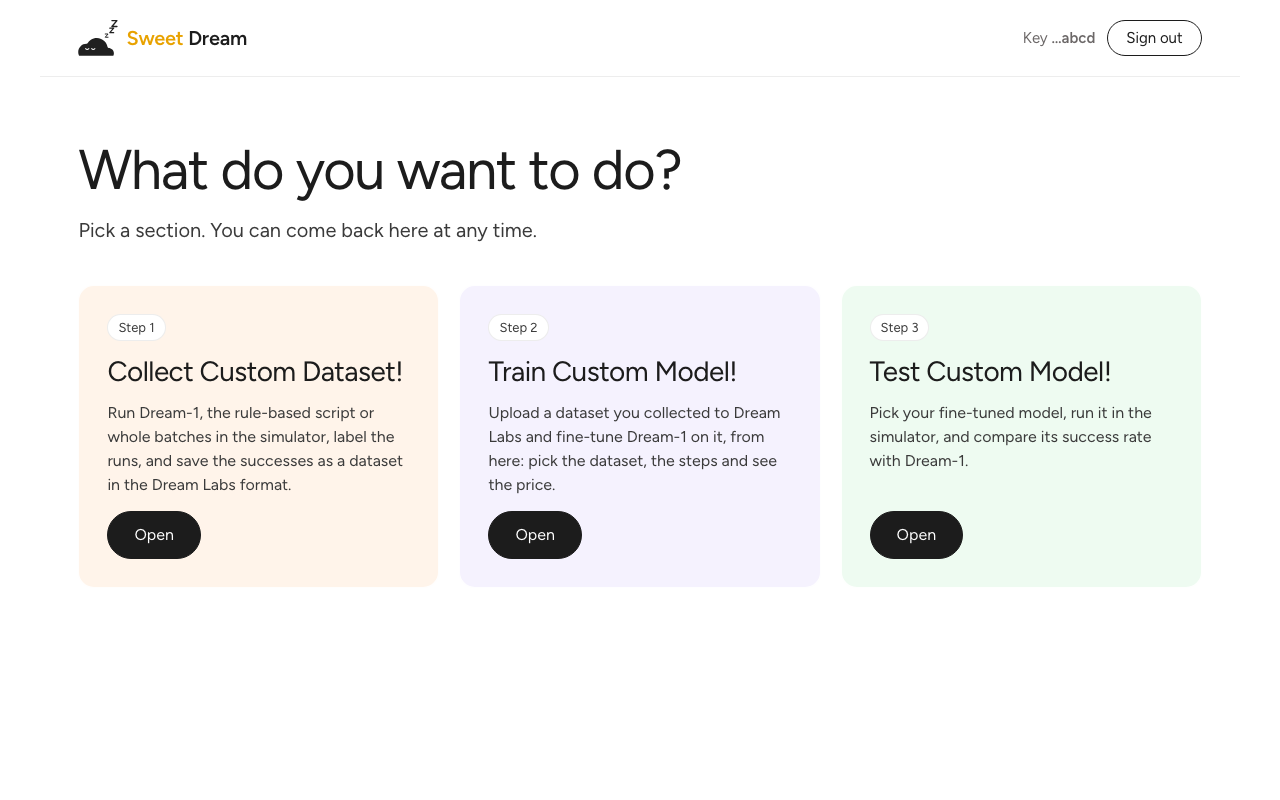 Sweet Dream
Key ...abcd
Sign out
What do you want to do?
Pick a section. You can come back here at any time.
Step 1
Collect Custom Dataset!
Run Dream-1, the rule-based script or
whole batches in the simulator, label the
runs, and save the successes as a dataset
in the Dream Labs format.
Open
Step 2
Train Custom Model!
Upload a dataset you collected to Dream
Labs and fine-tune Dream-1 on it, from
here: pick the dataset, the steps and see
the price.
Open
Step 3
Test Custom Model!
Pick your fine-tuned model, run it in the
simulator, and compare its success rate
with Dream-1.
Open